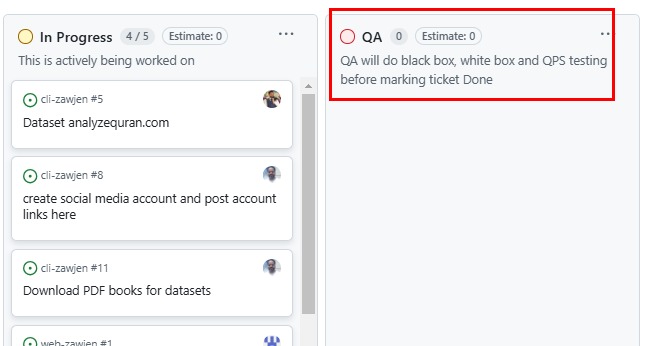 In Progress 4 / 5 Estimate: 0 ...
This is actively being worked on
cli-zawjen #5
Dataset analyzequran.com
cli-zawjen #8
create social media account and post account
links here
cli-zawjen #11
Download PDF books for datasets
web-zawjen #1
QA 0 Estimate: 0
QA will do black box, white box and QPS testing
before marking ticket Done